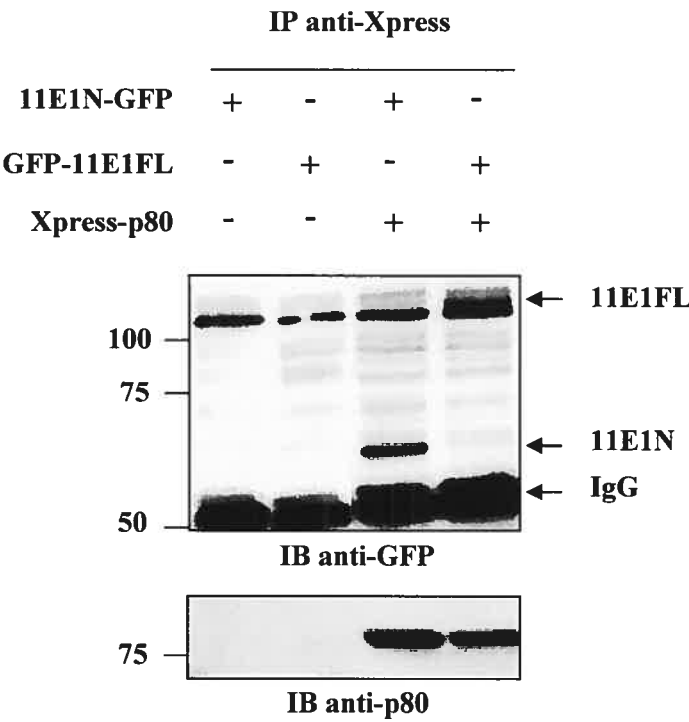 IP anti-Xpress
11E1N-GFP + - + -
GFP-11E1FL - + - +
Xpress-p80 - - + +
11E1FL
100
75
11E1N
IgG
50
IB anti-GFP
75
IB anti-p80